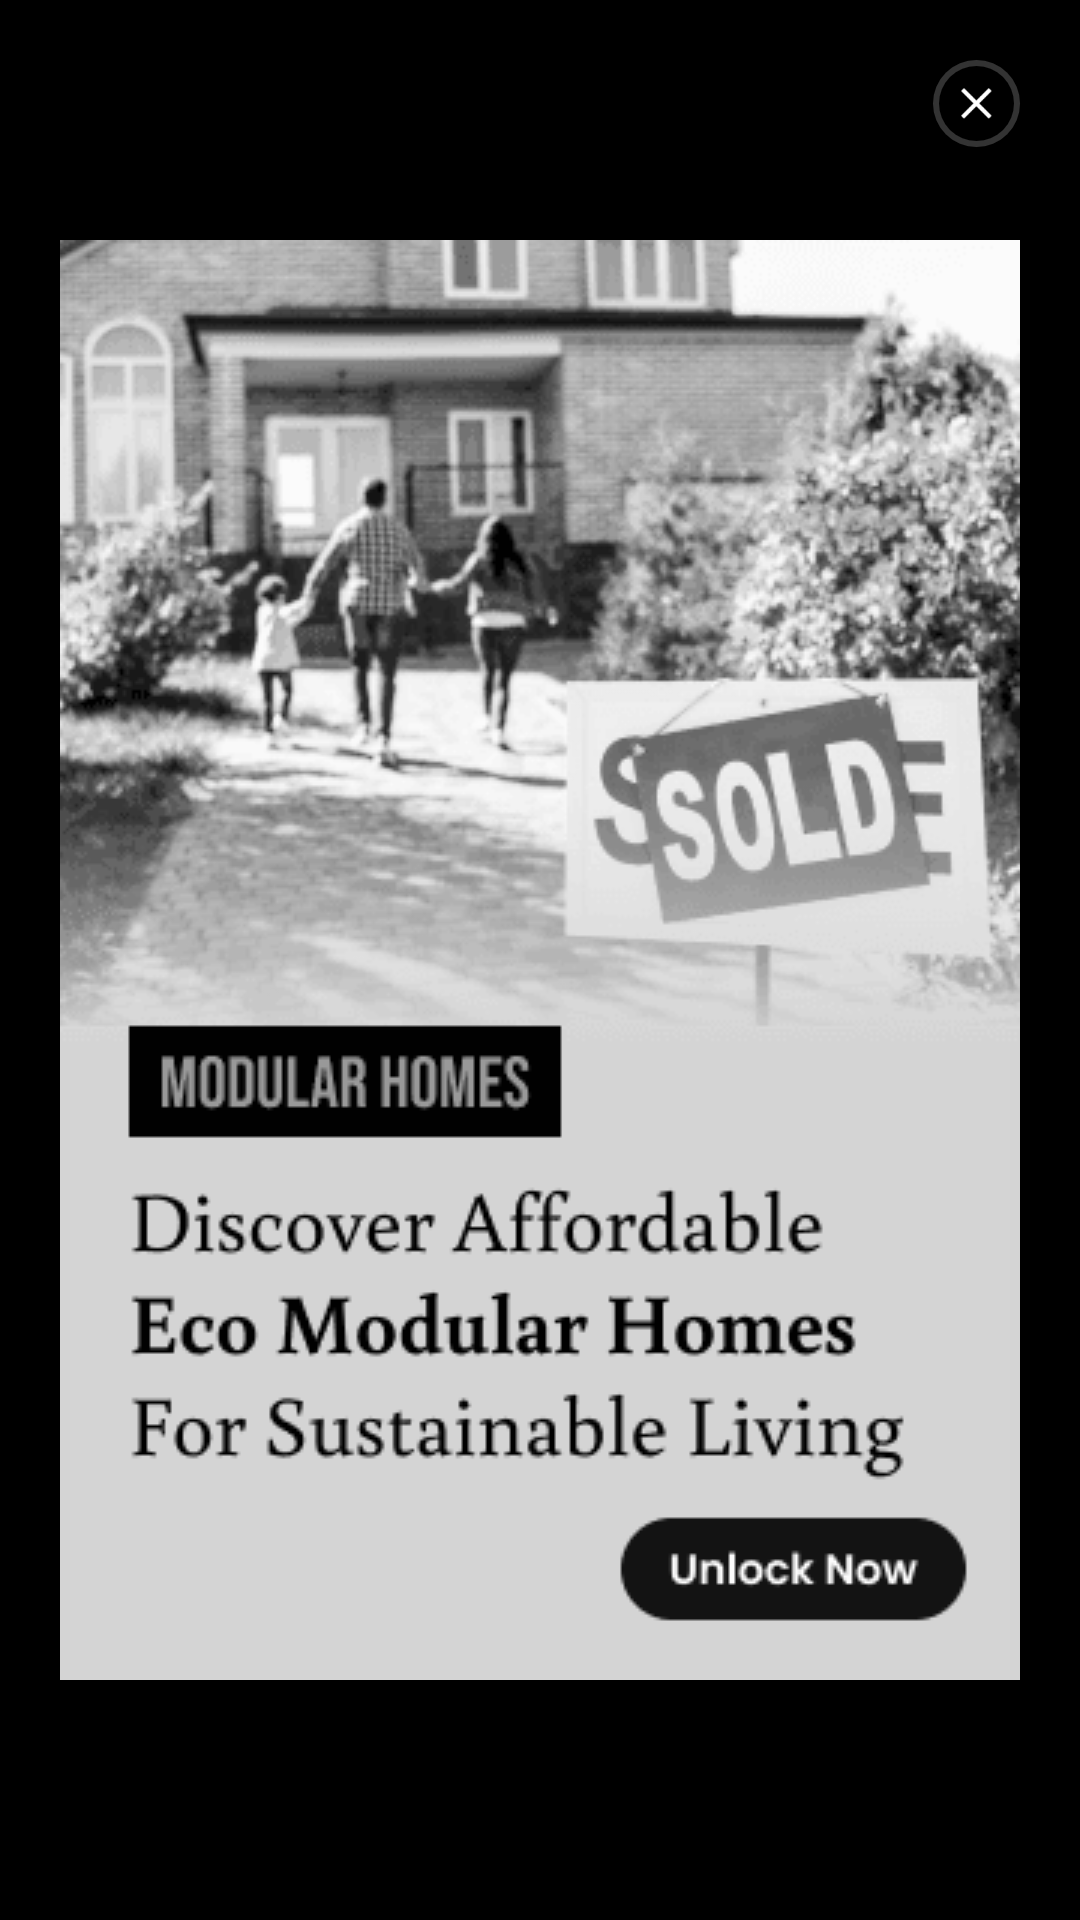 SOLD
MODULAR HOMES
Discover Affordable
Eco Modular Homes
For Sustainable Living
Unlock Now